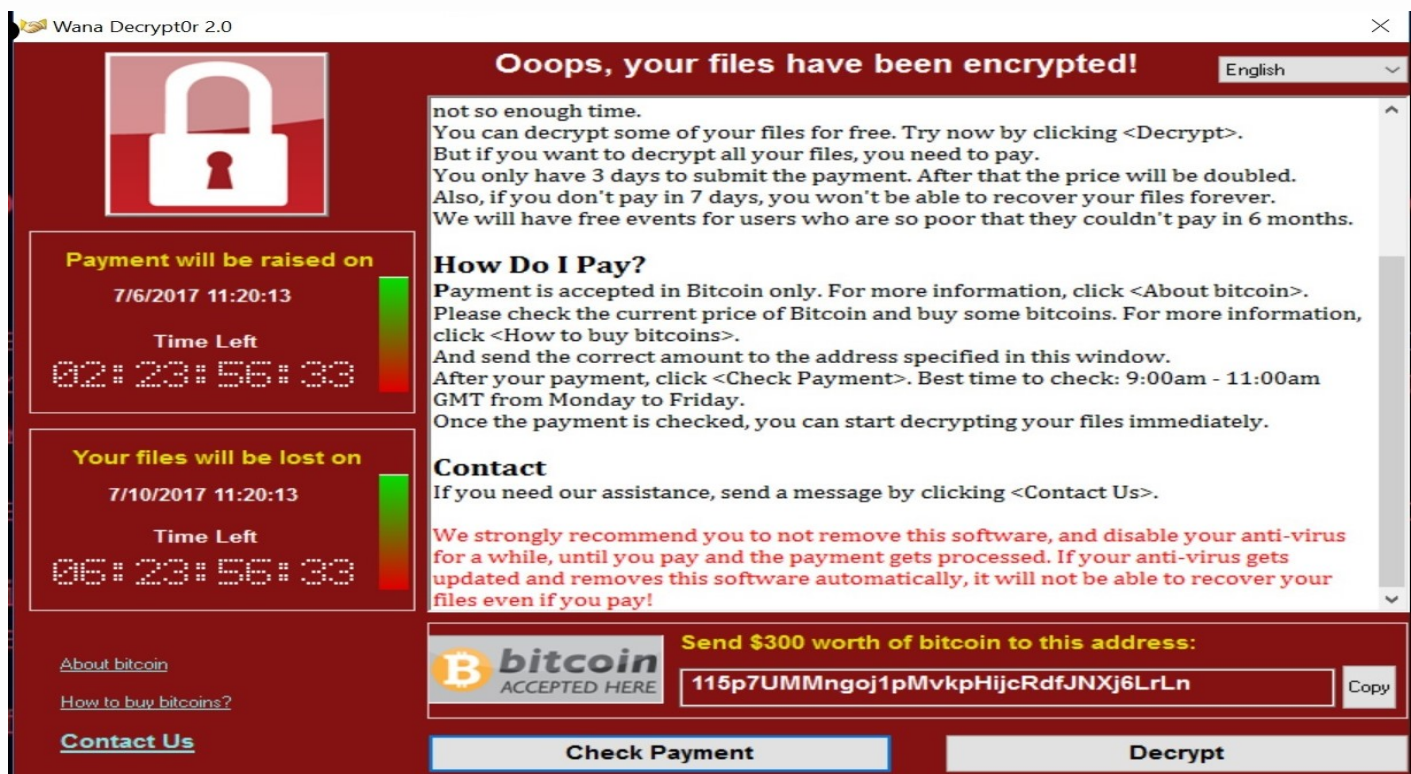 Wana Decrypt0r 2.0
Ooops, your files have been encrypted!
English
not so enough time.
You can decrypt some of your files for free. Try now by clicking <Decrypt>.
But if you want to decrypt all your files, you need to pay.
You only have 3 days to submit the payment. After that the price will be doubled.
Also, if you don't pay in 7 days, you won't be able to recover your files forever.
We will have free events for users who are so poor that they couldn't pay in 6 months.
How Do I Pay?
Payment is accepted in Bitcoin only. For more information, click <About bitcoin>.
Please check the current price of Bitcoin and buy some bitcoins. For more information,
click <How to buy bitcoins>.
And send the correct amount to the address specified in this window.
After your payment, click <Check Payment>. Best time to check: 9:00am - 11:00am
GMT from Monday to Friday.
Once the payment is checked, you can start decrypting your files immediately.
Contact
If you need our assistance, send a message by clicking <Contact Us>.
We strongly recommend you to not remove this software, and disable your anti-virus
for a while, until you pay and the payment gets processed. If your anti-virus gets
updated and removes this software automatically, it will not be able to recover your
files even if you pay!
Payment will be raised on
7/6/2017 11:20:13
Time Left
02:23:56:33
Your files will be lost on
7/10/2017 11:20:13
Time Left
06:23:56:33
About bitcoin
How to buy bitcoins?
Contact Us
bitcoin
ACCEPTED HERE
Send $300 worth of bitcoin to this address:
115p7UMMngoj1pMvkpHijcRdfJNXj6LrLn
Copy
Check Payment
Decrypt